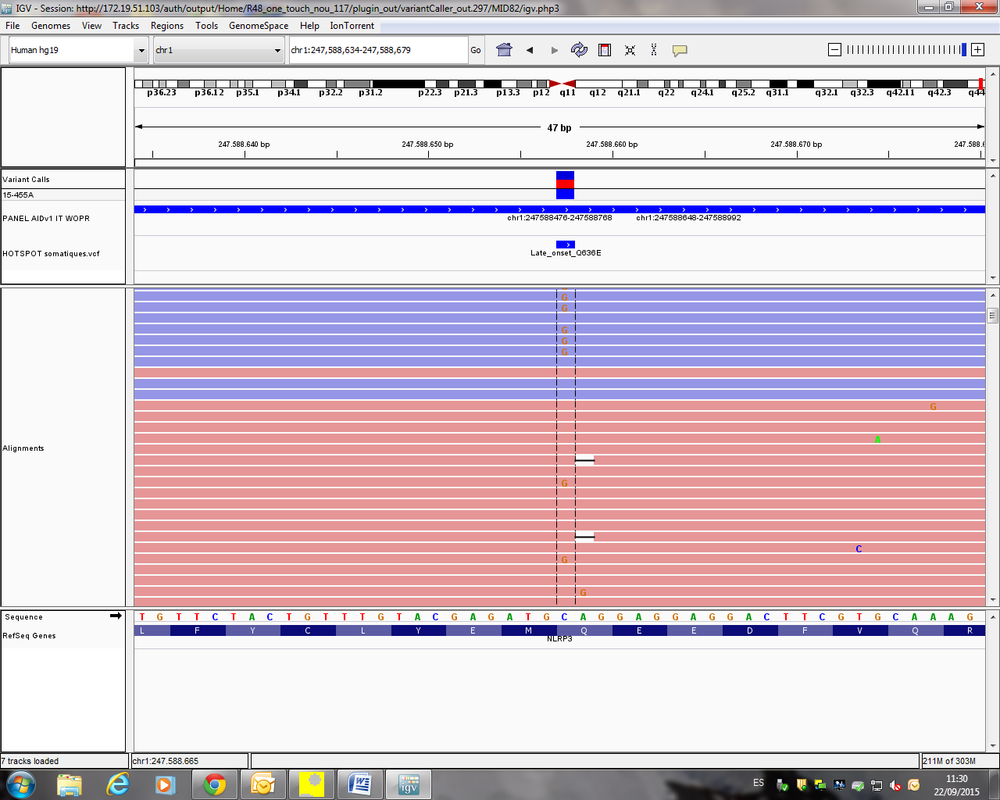 IGV - Session: http://172.19.51.103/auth/output/Home/R48_one_touch_nou_117/plugin_out/variantCaller_out.297/MID82/igv.php3
File Genomes View Tracks Regions Tools GenomeSpace Help IonTorrent
Human hg19 chr1 chr1:247,588,634-247,588,679 Go
p36.23 p36.12 p35.1 p34.1 p32.2 p31.2 p22.3 p21.3 p13.3 p12 q11 q12 q21.1 q22 q24.1 q25.2 q31.1 q32.1 q32.3 q42.11 q42.3 q44
47 bp
247.588.640 bp 247.588.650 bp 247.588.660 bp 247.588.670 bp 247.588.6
Variant Calls
15-455A
PANEL AIDv1 IT WOPR
chr1:247588476-247588768 chr1:247588648-247588992
HOTSPOT somatiques.vcf
Late_onset_Q636E
G
G
G
G
G
G
A
Alignments
G
C
G
G
Sequence T G T T C T A C T G T T T G T A C G A G A T G C A G G A G G A G G A C T T C G T G C A A A G
RefSeq Genes L F Y C L Y E M Q E E D F V Q R
NLRP3
7 tracks loaded chr1:247.588.665 211M of 303M
igv
ES
11:30
22/09/2015